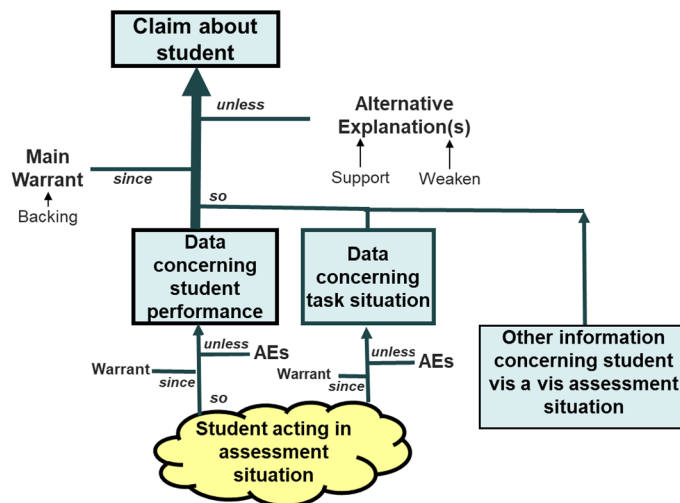 Claim about
student
unless
Alternative
Explanation(s)
Main
Warrant
since
Support
Weaken
Backing
so
Data
concerning
student
performance
Data
concerning
task situation
Other information
concerning student
vis a vis assessment
situation
unless
AEs
Warrant
since
so
unless
AEs
Warrant
since
Student acting in
assessment
situation